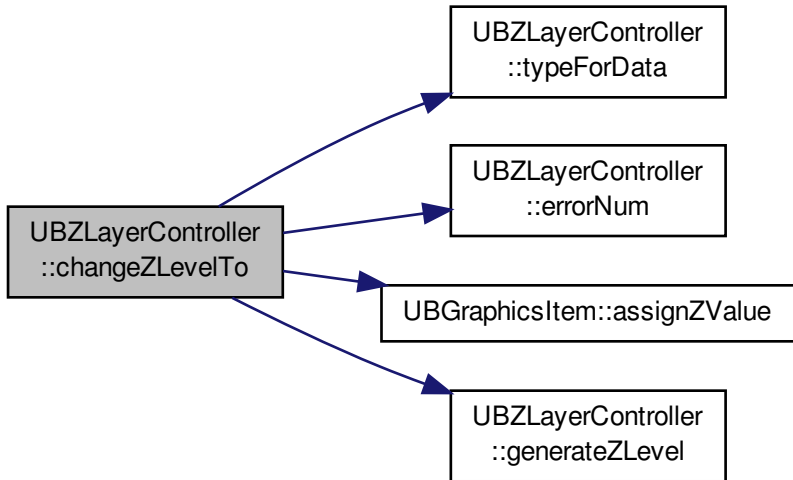 UBZLayerController
::typeForData
UBZLayerController
::errorNum
UBZLayerController
::changeZLevelTo
UBGraphicsItem::assignZValue
UBZLayerController
::generateZLevel